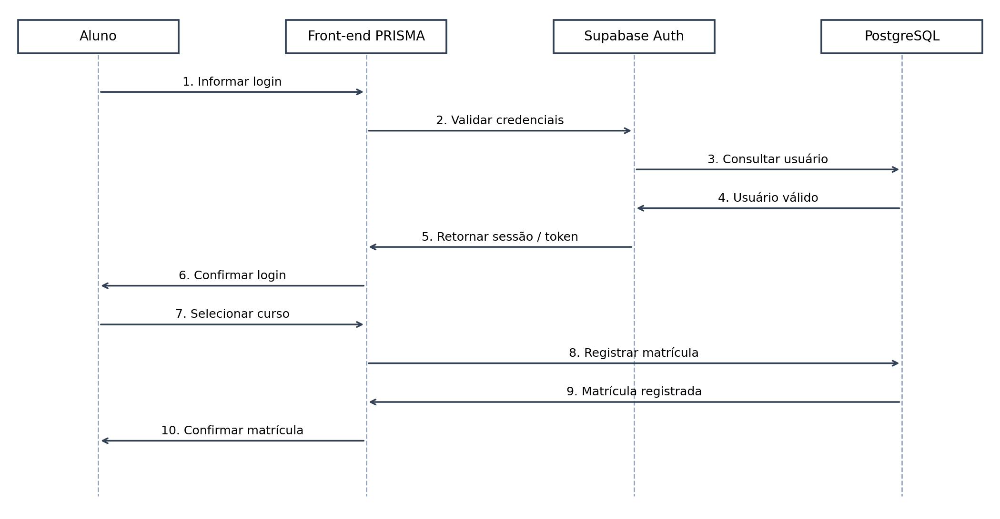 Aluno
Front-end PRISMA
Supabase Auth
PostgreSQL
1. Informar login
2. Validar credenciais
3. Consultar usuário
4. Usuário válido
5. Retornar sessão / token
6. Confirmar login
7. Selecionar curso
8. Registrar matrícula
9. Matrícula registrada
10. Confirmar matrícula